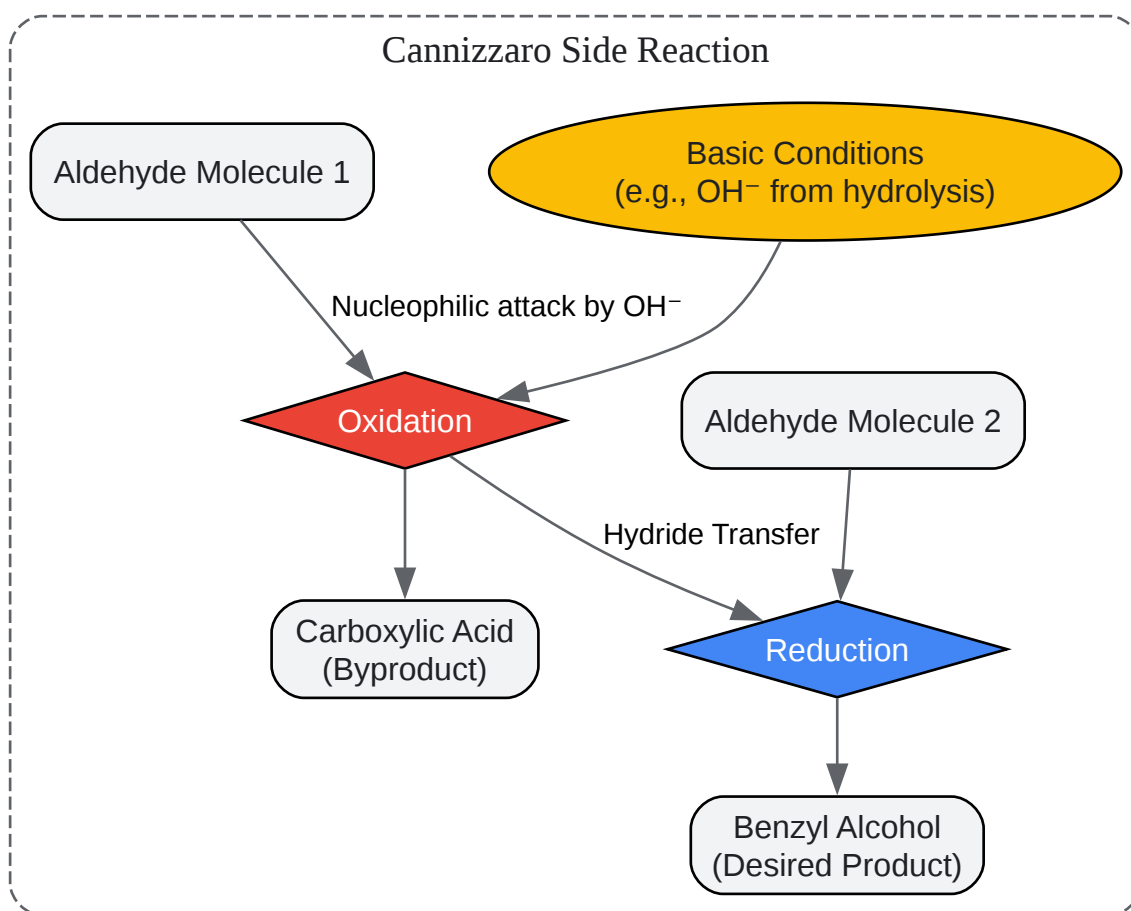 Cannizzaro Side Reaction
Aldehyde Molecule 1
Basic Conditions
(e.g., OH⁻ from hydrolysis)
Nucleophilic attack by OH⁻
Oxidation
Aldehyde Molecule 2
Hydride Transfer
Carboxylic Acid
(Byproduct)
Reduction
Benzyl Alcohol
(Desired Product)